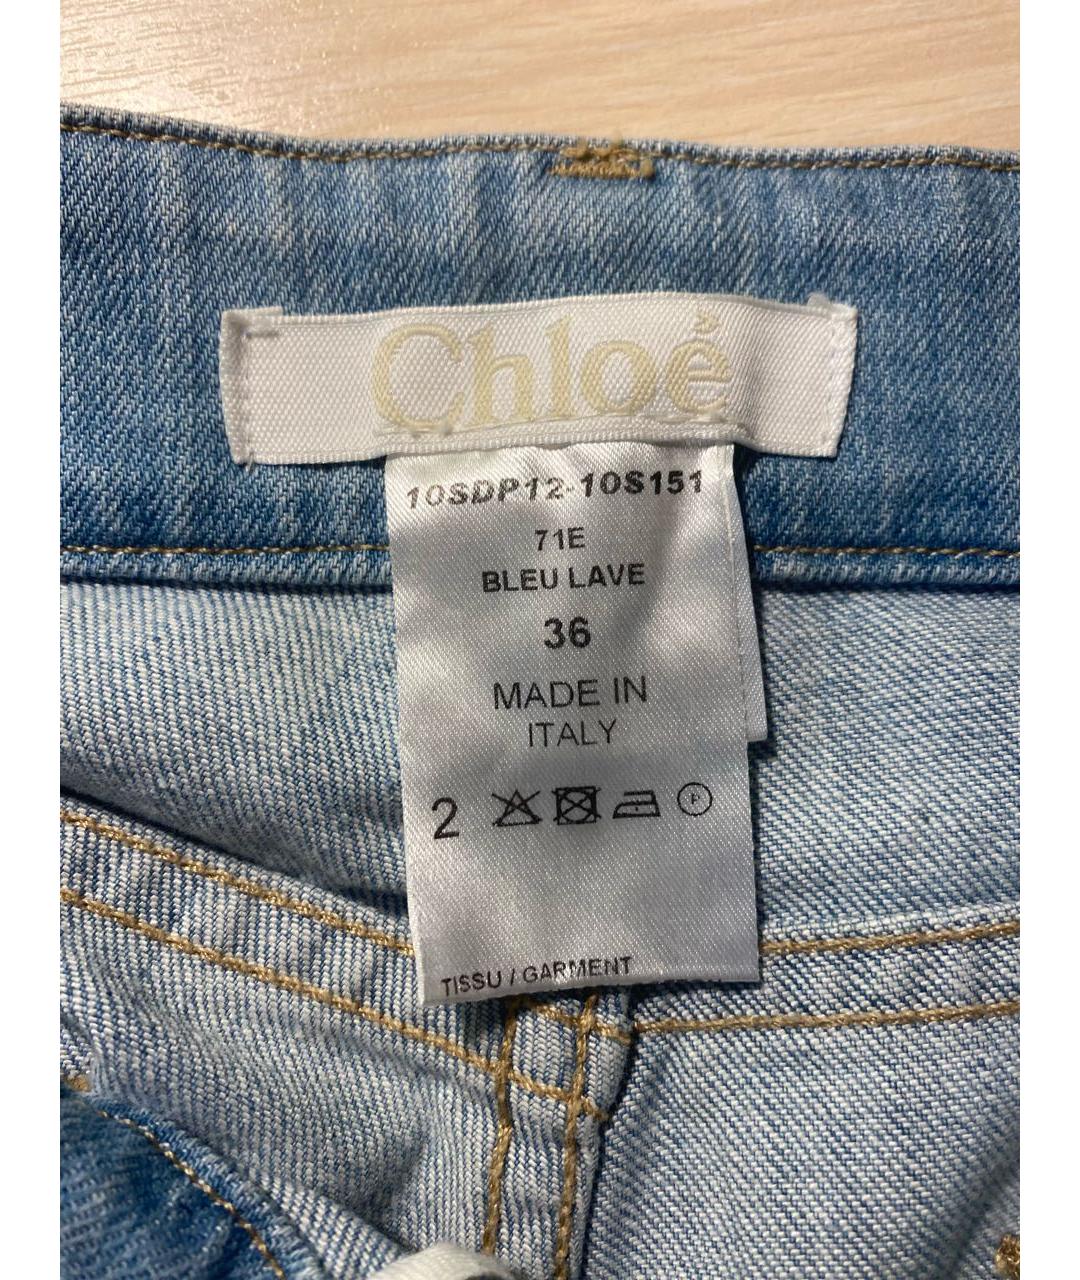 Chloé
10SDP12-10S151
71E
BLEU LAVE
36
MADE IN
ITALY
2 P
TISSU / GARMENT